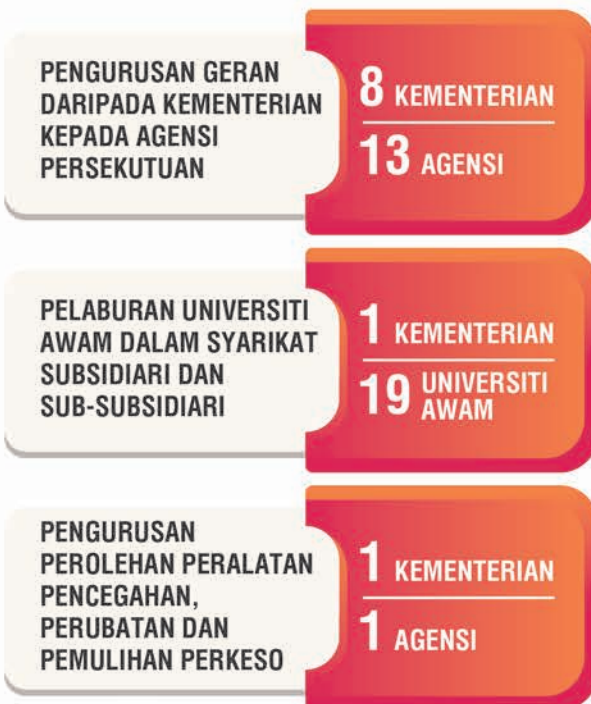 PENGURUSAN GERAN
DARIPADA KEMENTERIAN
KEPADA AGENSI
PERSEKUTUAN
8 KEMENTERIAN
13 AGENSI
PELABURAN UNIVERSITI
AWAM DALAM SYARIKAT
SUBSIDIARI DAN
SUB-SUBSIDIARI
1 KEMENTERIAN
19 UNIVERSITI
AWAM
PENGURUSAN
PEROLEHAN PERALATAN
PENCEGAHAN,
PERUBATAN DAN
PEMULIHAN PERKESO
1 KEMENTERIAN
1 AGENSI